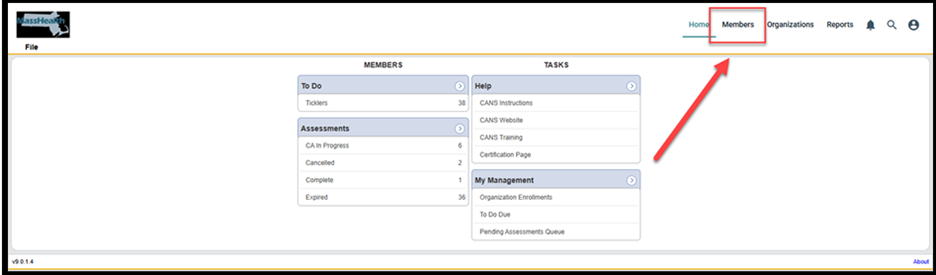 MassHealth
Home Members Organizations Reports
File
MEMBERS
To Do
Ticklers 38
Assessments
CA In Progress 6
Cancelled 2
Complete 1
Expired 36
TASKS
Help
CANS Instructions
CANS Website
CANS Training
Certification Page
My Management
Organization Enrollments
To Do Due
Pending Assessments Queue
v9.0.1.4 About